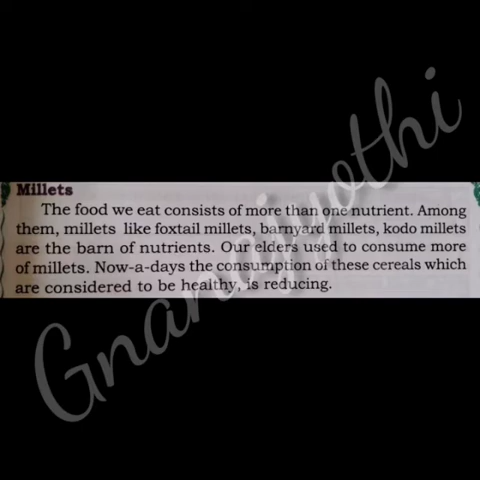 Millets
The food we eat consists of more than one nutrient. Among
them, millets like foxtail millets, barnyard millets, kodo millets
are the barn of nutrients. Our elders used to consume more
of millets. Now-a-days the consumption of these cereals which
are considered to be healthy, is reducing.
Gnanajyothi